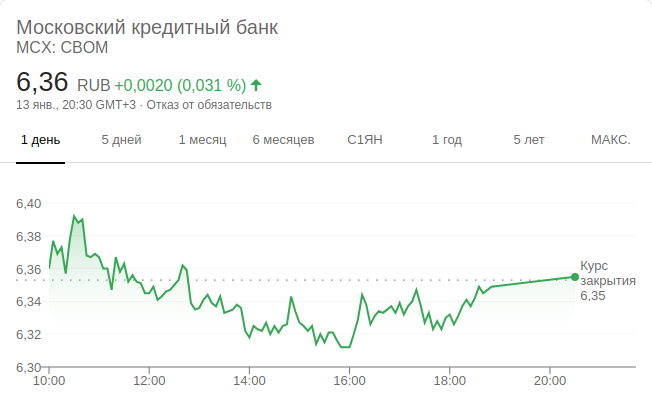 Московский кредитный банк
MCX: CBOM
6,36 RUB +0,0020 (0,031 %)
13 янв., 20:30 GMT+3 · Отказ от обязательств
1 день 5 дней 1 месяц 6 месяцев С1ЯН 1 год 5 лет МАКС.
6,40
6,38
6,36
6,34
6,32
6,30
Курс
закрытия
6,35
10:00 12:00 14:00 16:00 18:00 20:00